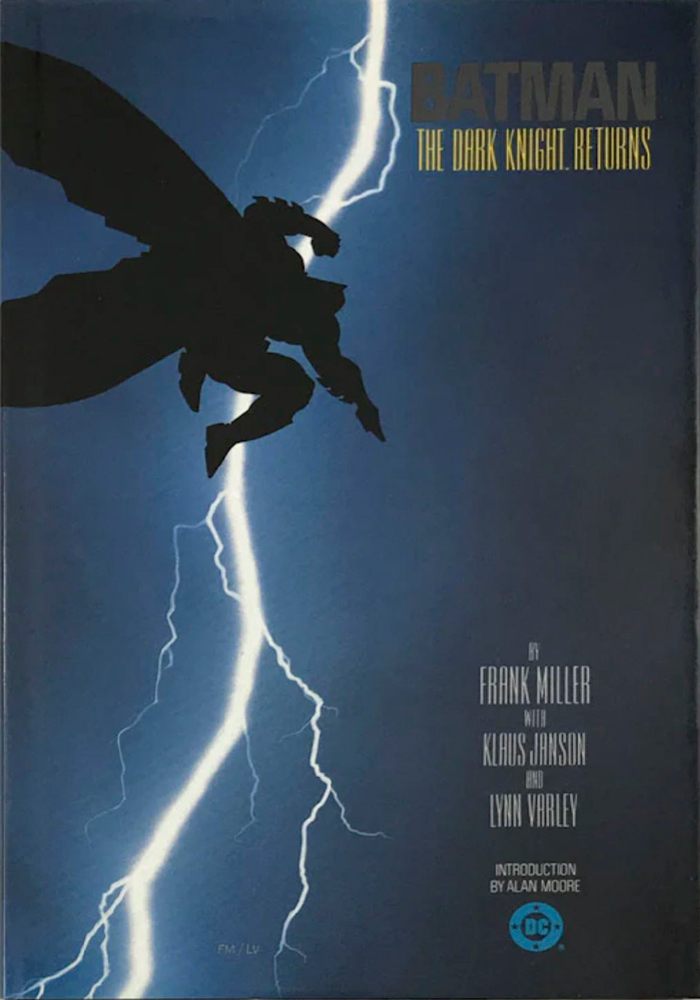 BATMAN
THE DARK KNIGHT™ RETURNS
BY
FRANK MILLER
WITH
KLAUS JANSON
AND
LYNN VARLEY
INTRODUCTION
BY ALAN MOORE
DC
®
FM/LV